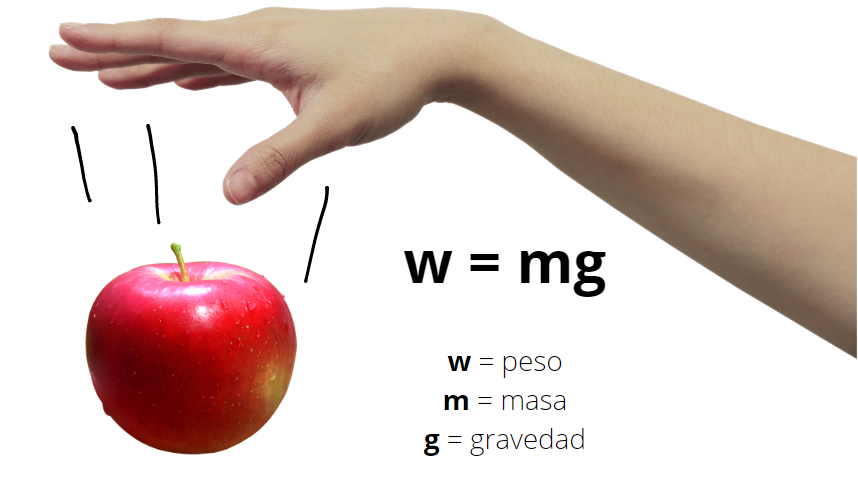 w = mg
w = peso
m = masa
g = gravedad